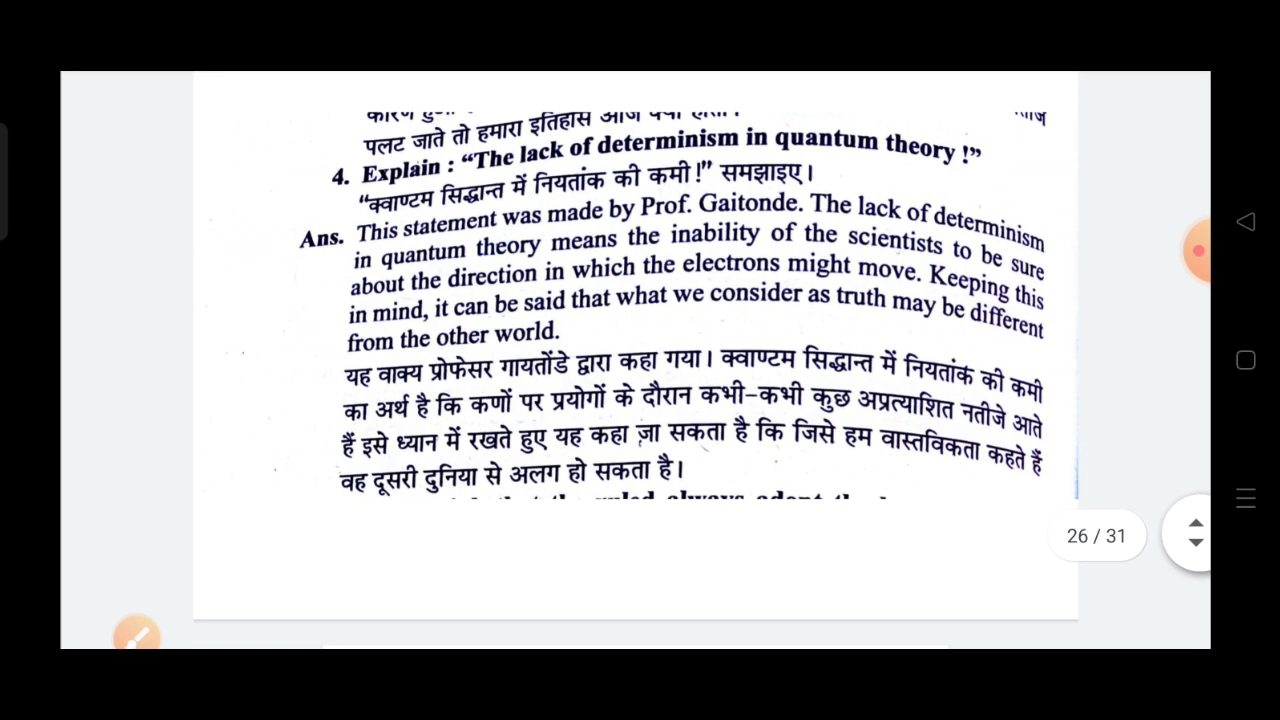 पलट जाते तो हमारा इतिहास आज क्या होता।
4. Explain : “The lack of determinism in quantum theory !”
“क्वाण्टम सिद्धान्त में नियतांक की कमी!” समझाइए।
Ans. This statement was made by Prof. Gaitonde. The lack of determinism
in quantum theory means the inability of the scientists to be sure
about the direction in which the electrons might move. Keeping this
in mind, it can be said that what we consider as truth may be different
from the other world.
यह वाक्य प्रोफेसर गायतोंडे द्वारा कहा गया। क्वाण्टम सिद्धान्त में नियतांक की कमी
का अर्थ है कि कणों पर प्रयोगों के दौरान कभी-कभी कुछ अप्रत्याशित नतीजे आते
हैं इसे ध्यान में रखते हुए यह कहा जा सकता है कि जिसे हम वास्तविकता कहते हैं
वह दूसरी दुनिया से अलग हो सकता है।
26 / 31